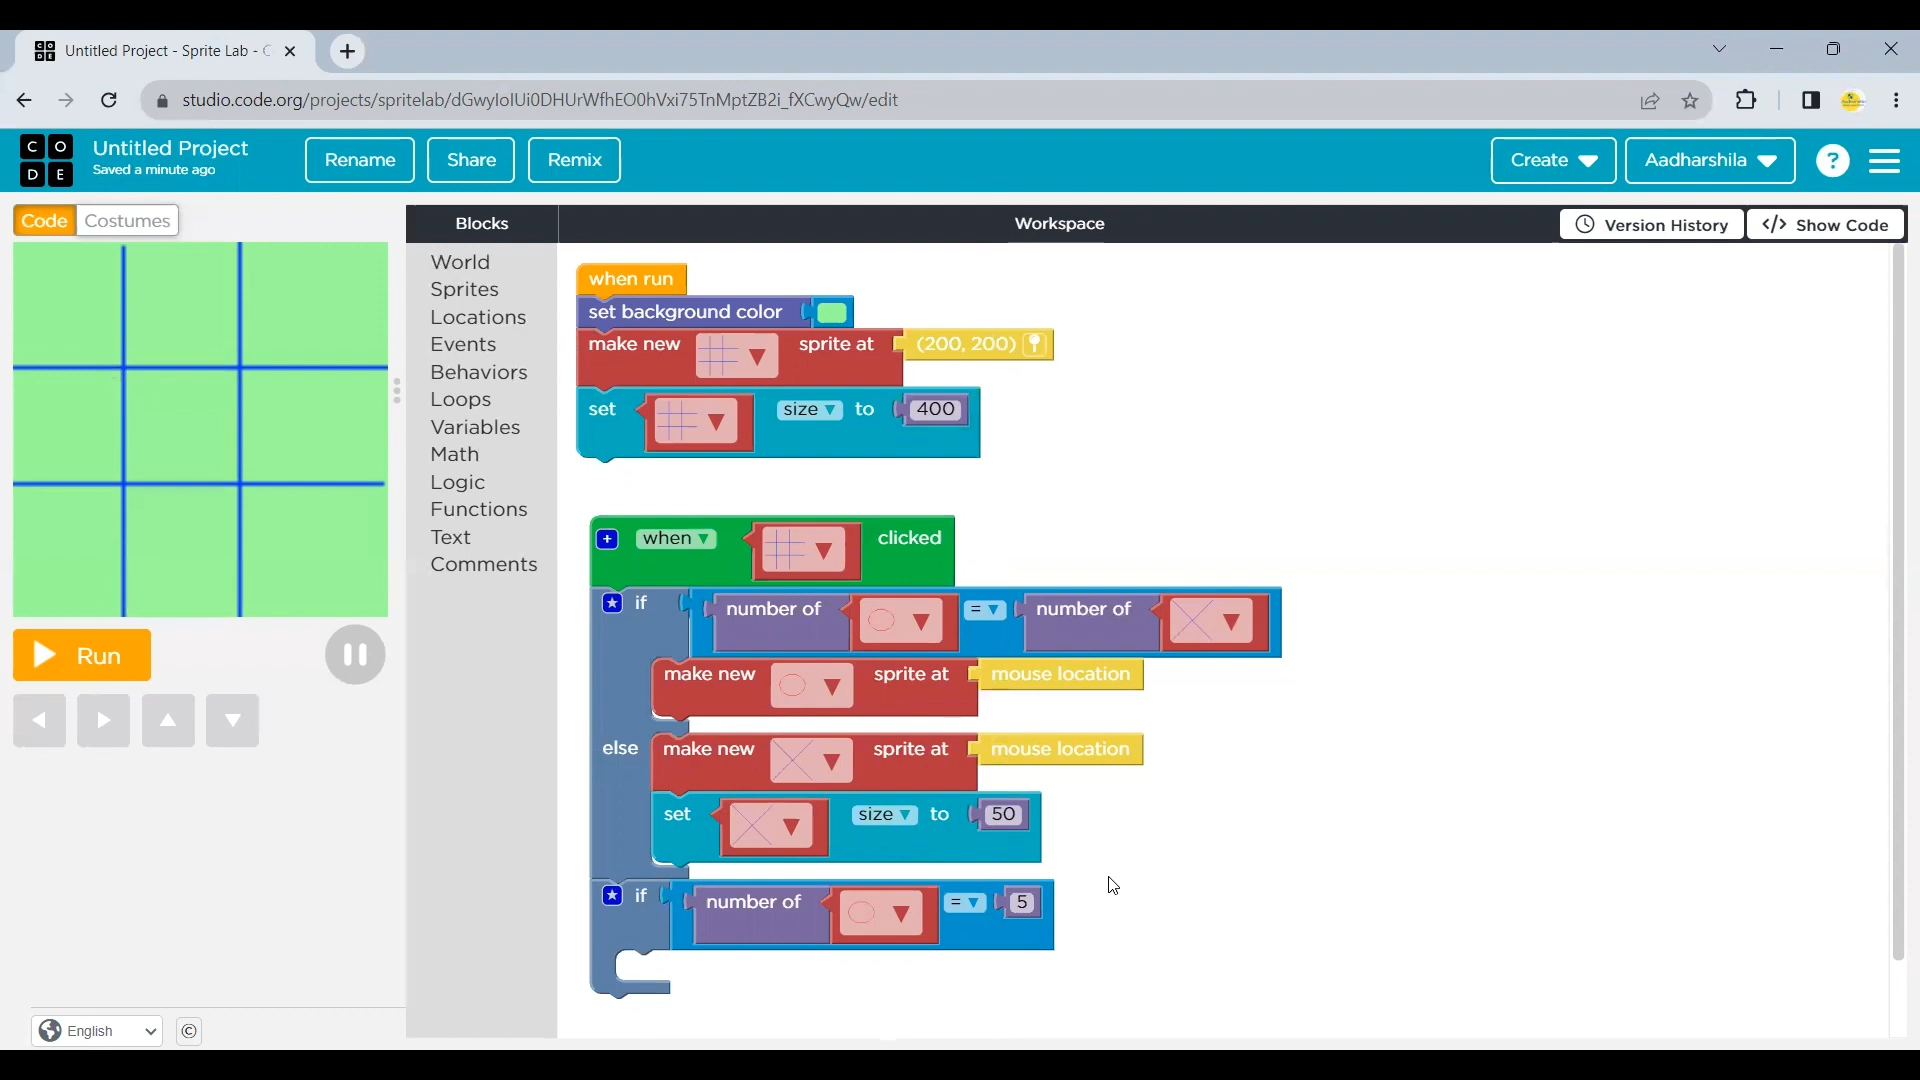 Untitled Project - Sprite Lab - C
studio.code.org/projects/spritelab/dGwyIoIUi0DHUrWfhEO0hVxi75TnMptZB2i_fXCwyQw/edit
C O
D E
Untitled Project
Saved a minute ago
Rename
Share
Remix
Create
Aadharshila
?
Code
Costumes
Blocks
Workspace
Version History
</> Show Code
World
Sprites
Locations
Events
Behaviors
Loops
Variables
Math
Logic
Functions
Text
Comments
when run
set background color
make new sprite at (200, 200)
set size to 400
when clicked
if number of = number of
make new sprite at mouse location
else make new sprite at mouse location
set size to 50
if number of = 5
Run
English
©